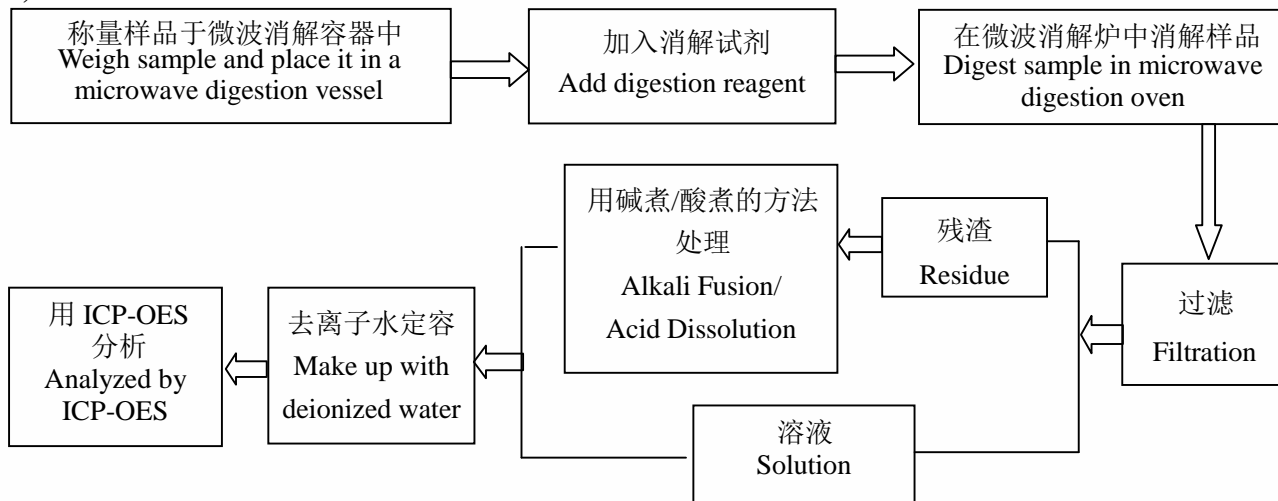 称量样品于微波消解容器中
Weigh sample and place it in a
microwave digestion vessel
加入消解试剂
Add digestion reagent
在微波消解炉中消解样品
Digest sample in microwave
digestion oven
过滤
Filtration
残渣
Residue
用碱煮/酸煮的方法
处理
Alkali Fusion/
Acid Dissolution
溶液
Solution
去离子水定容
Make up with
deionized water
用 ICP-OES
分析
Analyzed by
ICP-OES